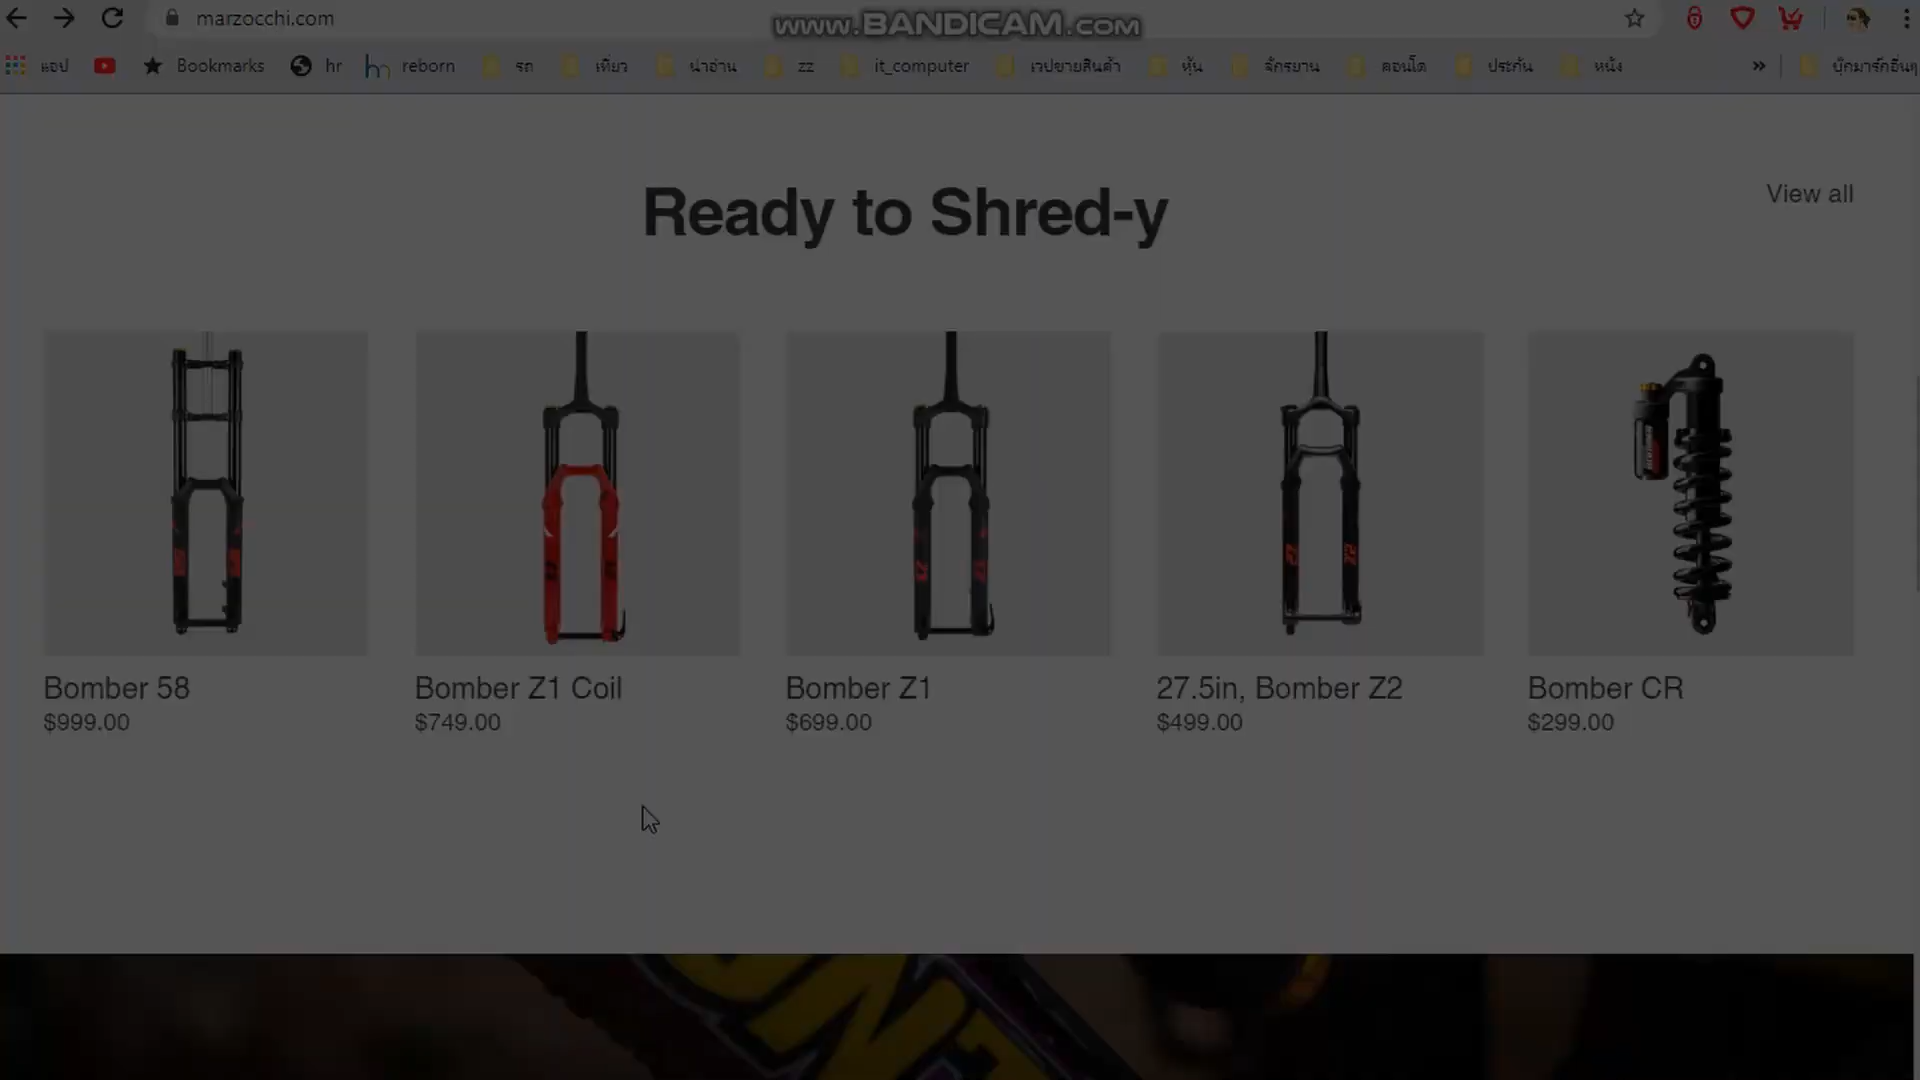 marzocchi.com
www.BANDICAM.com
แอป
Bookmarks
hr
reborn
รถ
เที่ยว
น่าอ่าน
zz
it_computer
เวปขายสินค้า
หุ้น
จักรยาน
คอนโด
ประกัน
หนัง
»
บุ๊กมาร์กอื่นๆ
Ready to Shred-y
View all
Bomber 58
$999.00
Bomber Z1 Coil
$749.00
Bomber Z1
$699.00
27.5in, Bomber Z2
$499.00
Bomber CR
$299.00